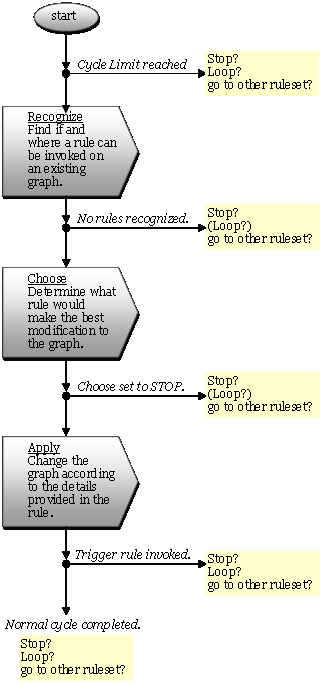 start
Cycle Limit reached
Stop?
Loop?
go to other ruleset?
Recognize
Find if and
where a rule can
be invoked on
an existing
graph.
No rules recognized.
Stop?
(Loop?)
go to other ruleset?
Choose
Determine what
rule would
make the best
modification to
the graph.
Choose set to STOP.
Stop?
(Loop?)
go to other ruleset?
Apply
Change the
graph according
to the details
provided in the
rule.
Trigger rule invoked.
Stop?
Loop?
go to other ruleset?
Normal cycle completed.
Stop?
Loop?
go to other ruleset?